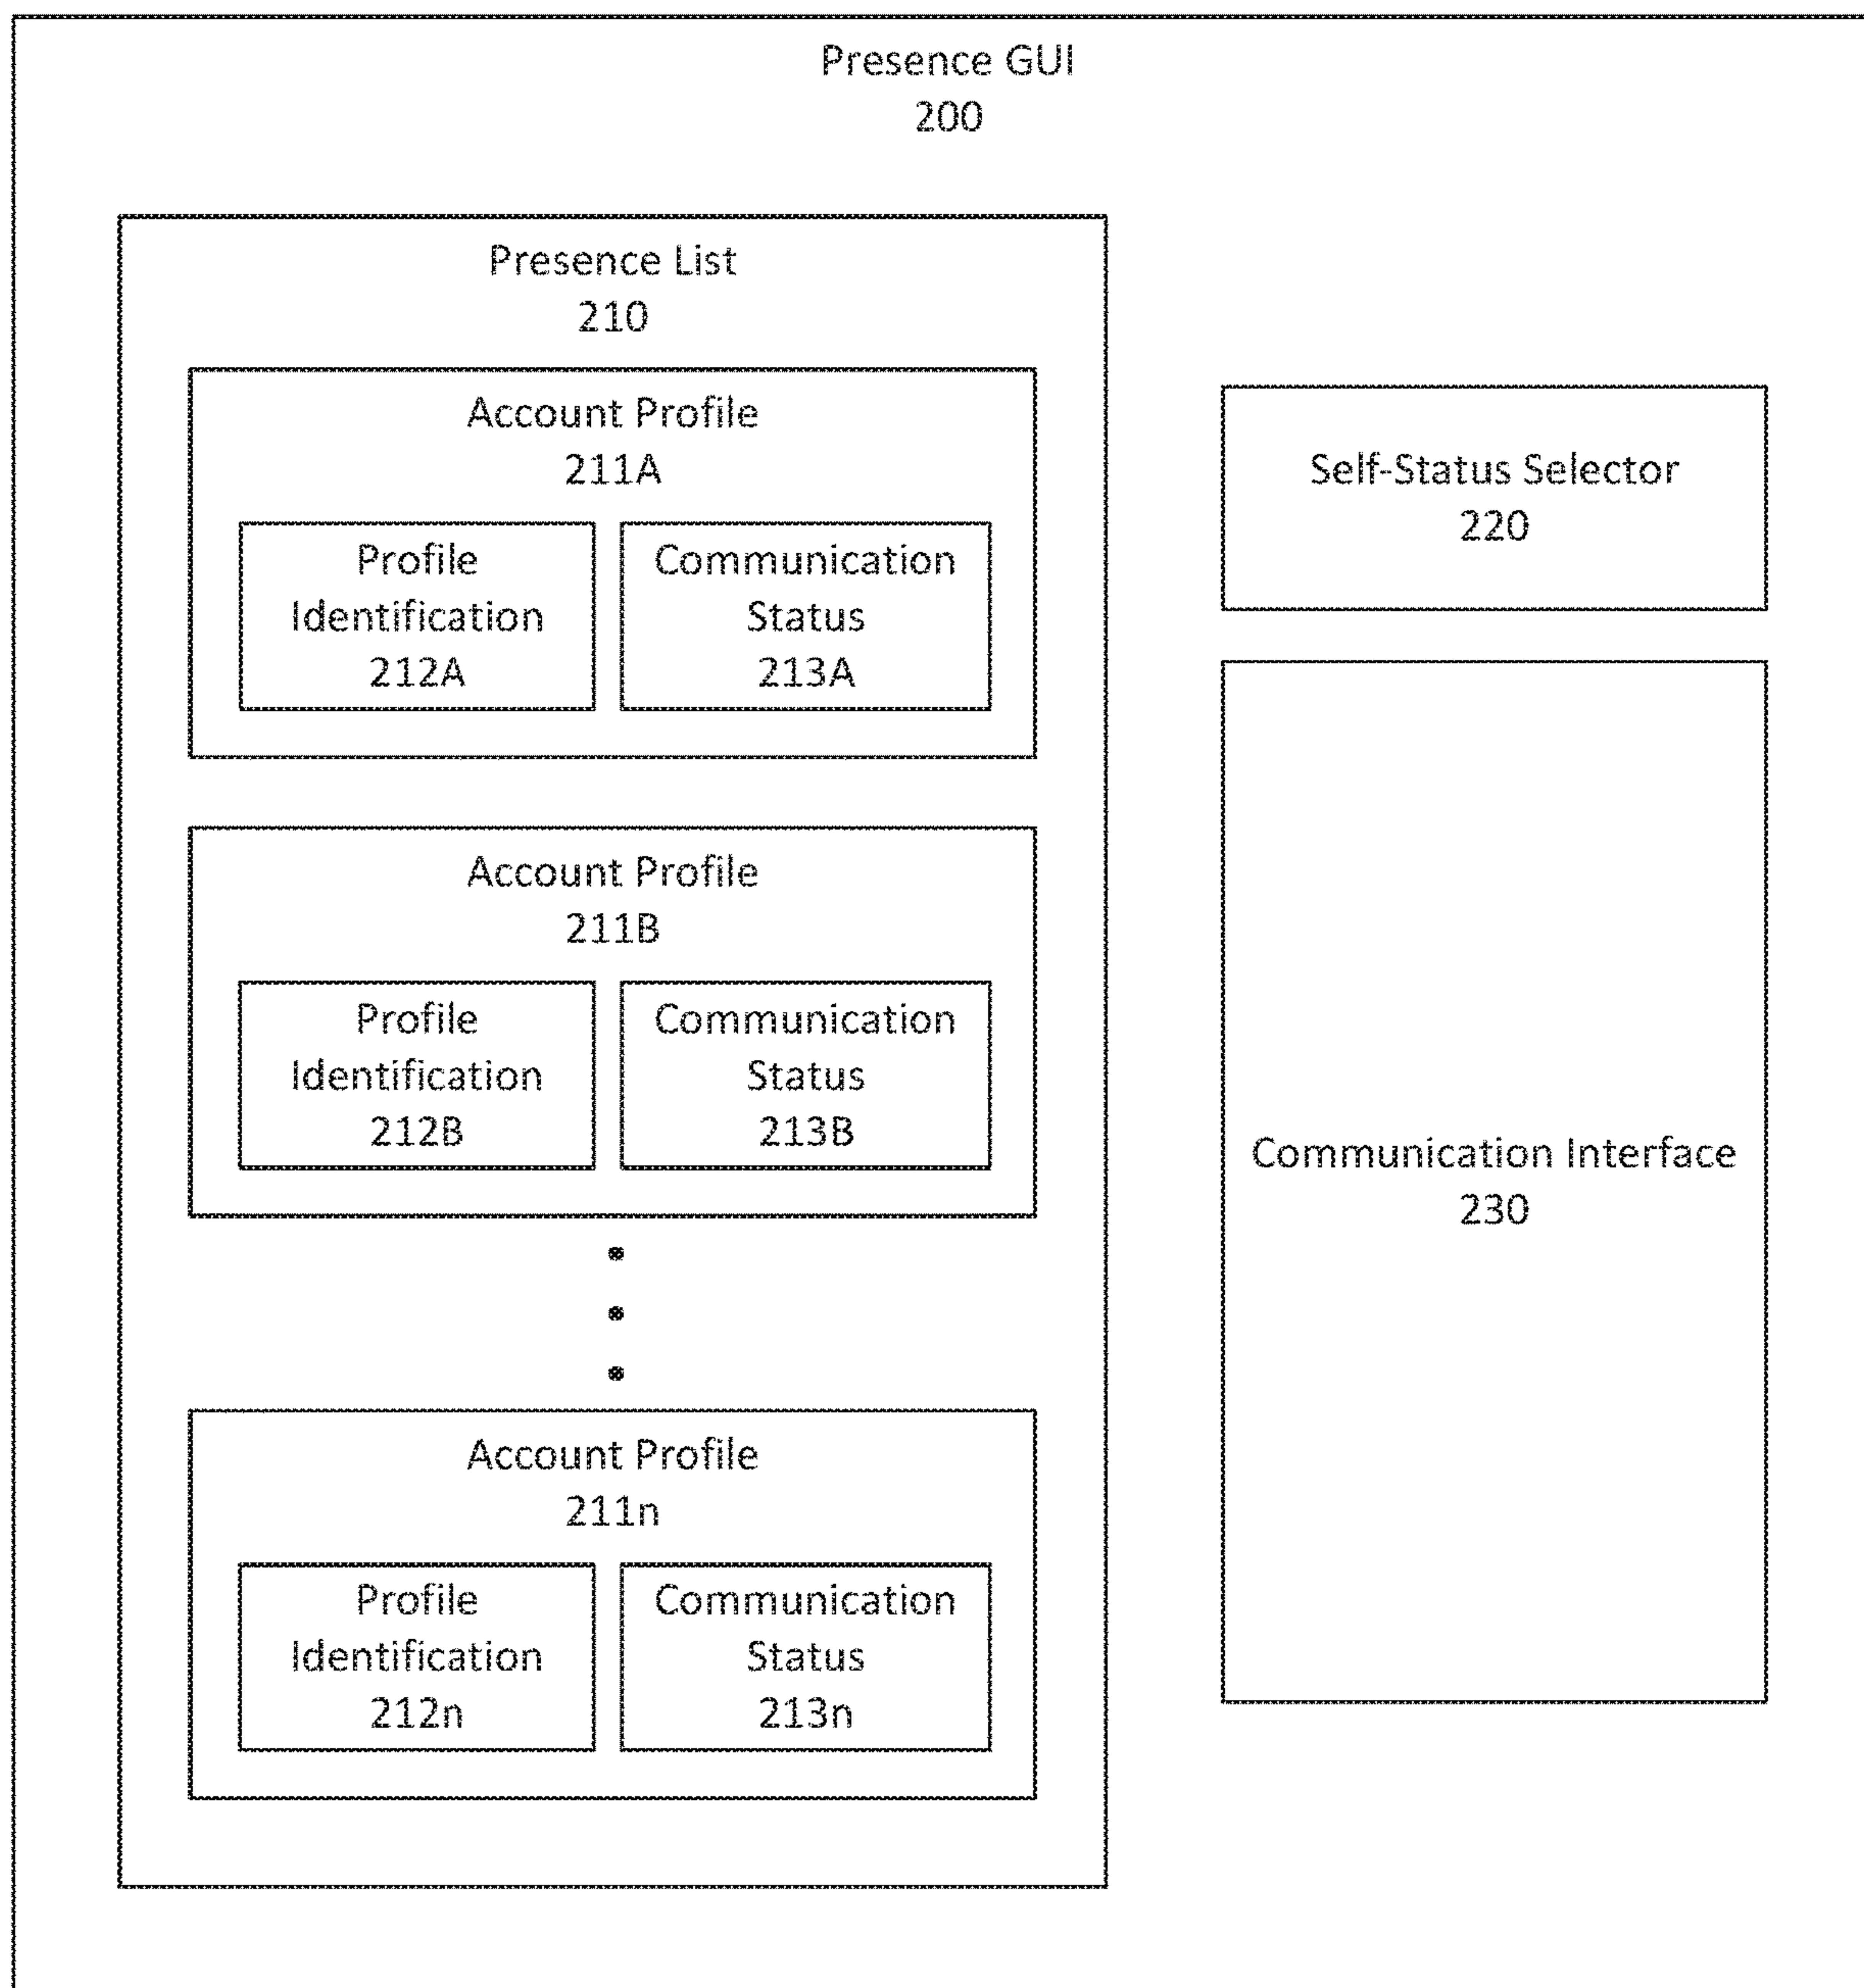 Presence GUI
200
Presence List
210
Account Profile
211A
Profile
Identification
212A
Communication
Status
213A
Account Profile
211B
Profile
Identification
212B
Communication
Status
213B
Account Profile
211n
Profile
Identification
212n
Communication
Status
213n
Self-Status Selector
220
Communication Interface
230